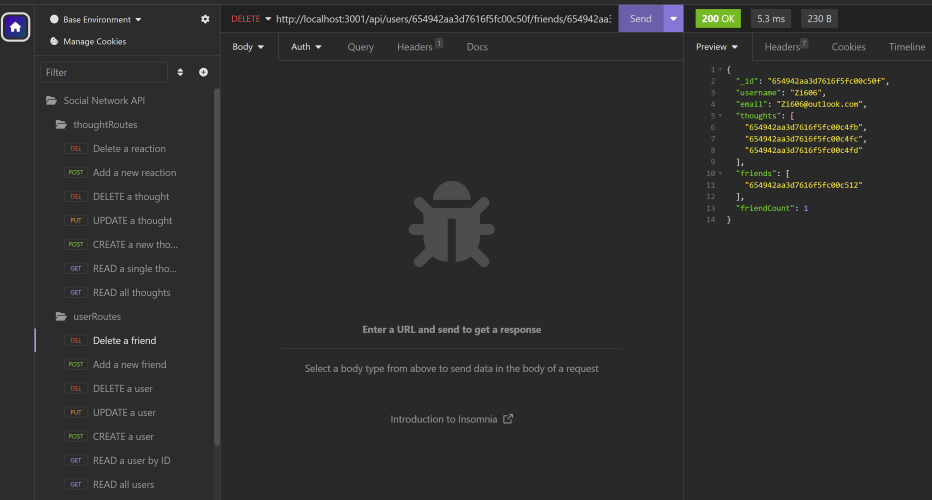 Base Environment
Manage Cookies
Filter
Social Network API
thoughtRoutes
DEL Delete a reaction
POST Add a new reaction
DEL DELETE a thought
PUT UPDATE a thought
POST CREATE a new tho...
GET READ a single tho...
GET READ all thoughts
userRoutes
DEL Delete a friend
POST Add a new friend
DEL DELETE a user
PUT UPDATE a user
POST CREATE a user
GET READ a user by ID
GET READ all users
DELETE http://localhost:3001/api/users/654942aa3d7616f5fc00c50f/friends/654942aa3 Send
Body Auth Query Headers 1 Docs
Enter a URL and send to get a response
Select a body type from above to send data in the body of a request
Introduction to Insomnia
200 OK 5.3 ms 230 B
Preview Headers 7 Cookies Timeline
1 {
2 "_id": "654942aa3d7616f5fc00c50f",
3 "username": "Zi606",
4 "email": "Zi606@outlook.com",
5 "thoughts": [
6 "654942aa3d7616f5fc00c4fb",
7 "654942aa3d7616f5fc00c4fc",
8 "654942aa3d7616f5fc00c4fd"
9 ],
10 "friends": [
11 "654942aa3d7616f5fc00c512"
12 ],
13 "friendCount": 1
14 }